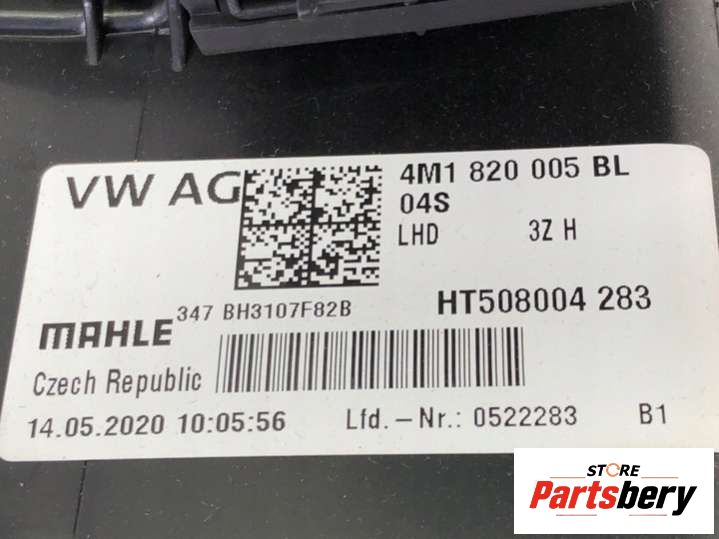 VW AG
4M1 820 005 BL
04S
LHD 3Z H
347 BH3107F82B
HT508004 283
MAHLE
Czech Republic
14.05.2020 10:05:56 Lfd.-Nr.: 0522283 B1
STORE
Partsbery